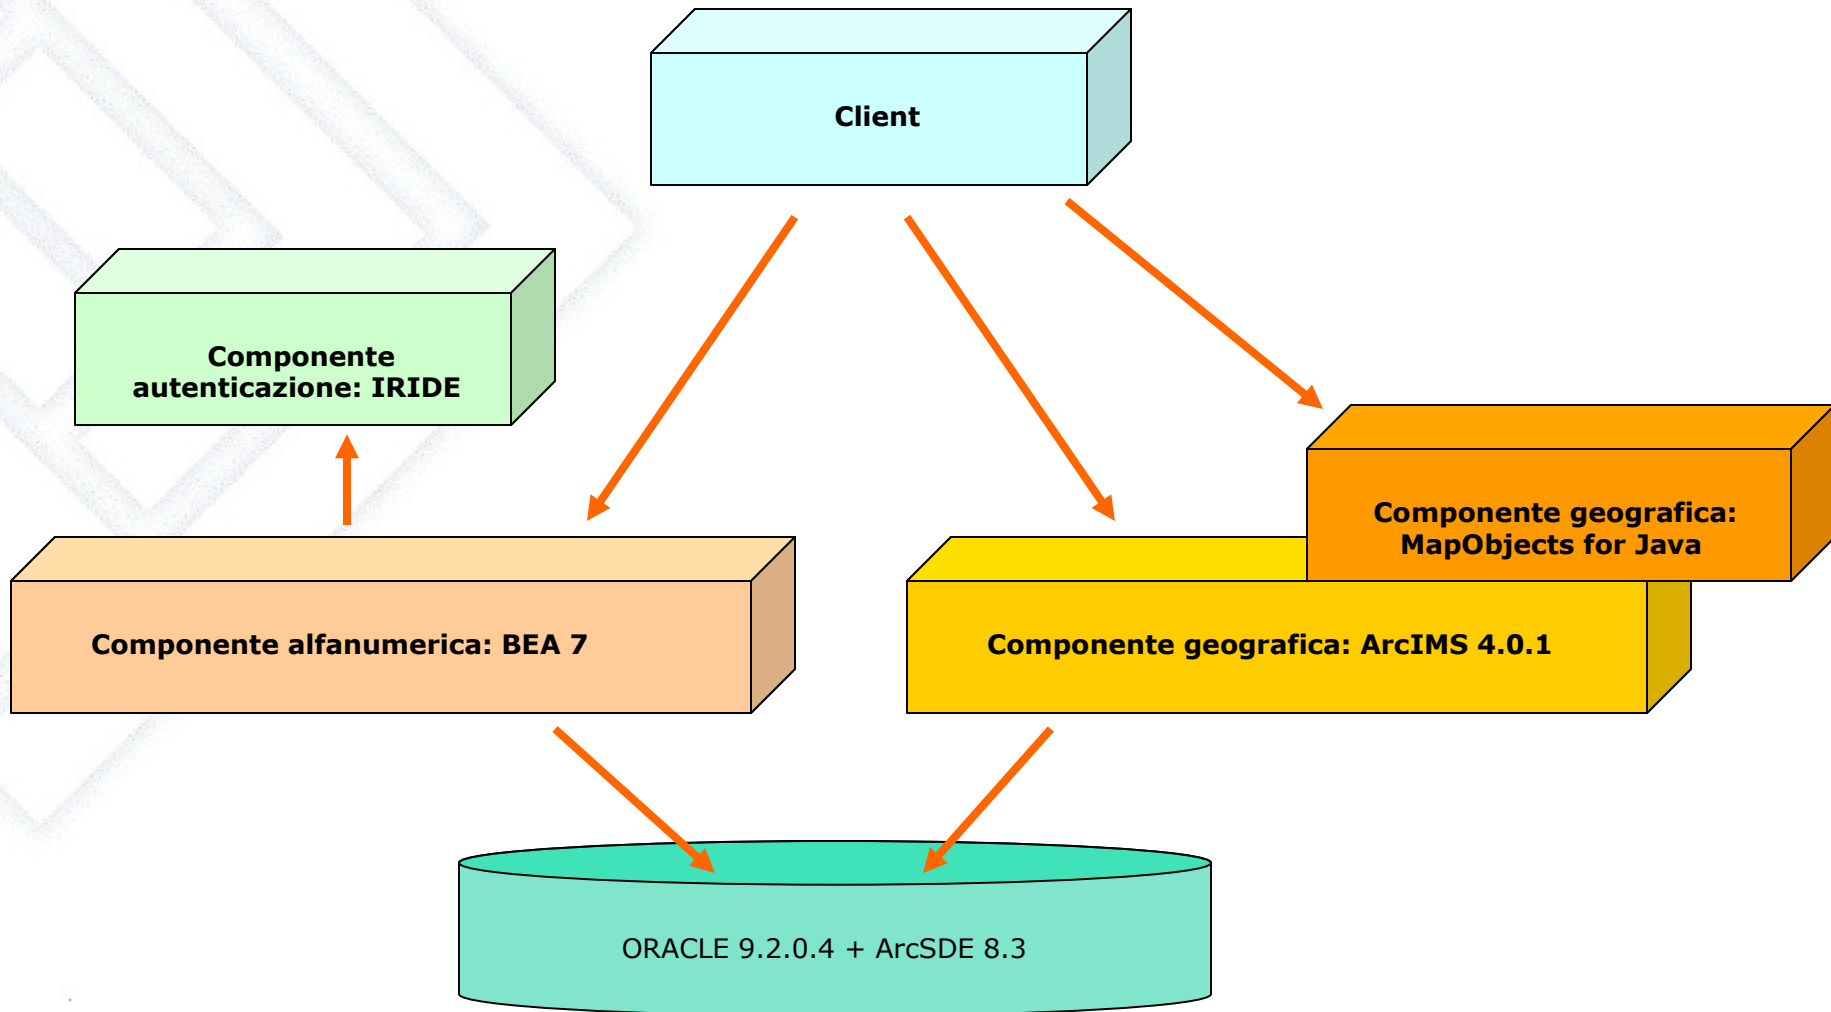 Client
Componente
autenticazione: IRIDE
Componente geografica:
MapObjects for Java
Componente alfanumerica: BEA 7
Componente geografica: ArcIMS 4.0.1
ORACLE 9.2.0.4 + ArcSDE 8.3